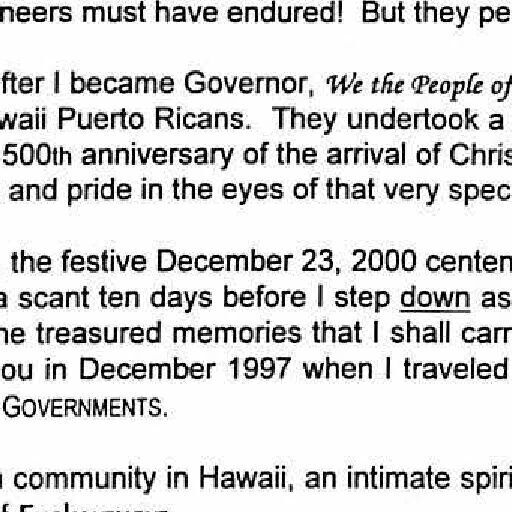 neers must have endured! But they pe
fter I became Governor, We the People of
waii Puerto Ricans. They undertook a
500th anniversary of the arrival of Chris
and pride in the eyes of that very spec
the festive December 23, 2000 centen
a scant ten days before I step down as
he treasured memories that I shall carr
ou in December 1997 when I traveled
GOVERNMENTS.
community in Hawaii, an intimate spiri